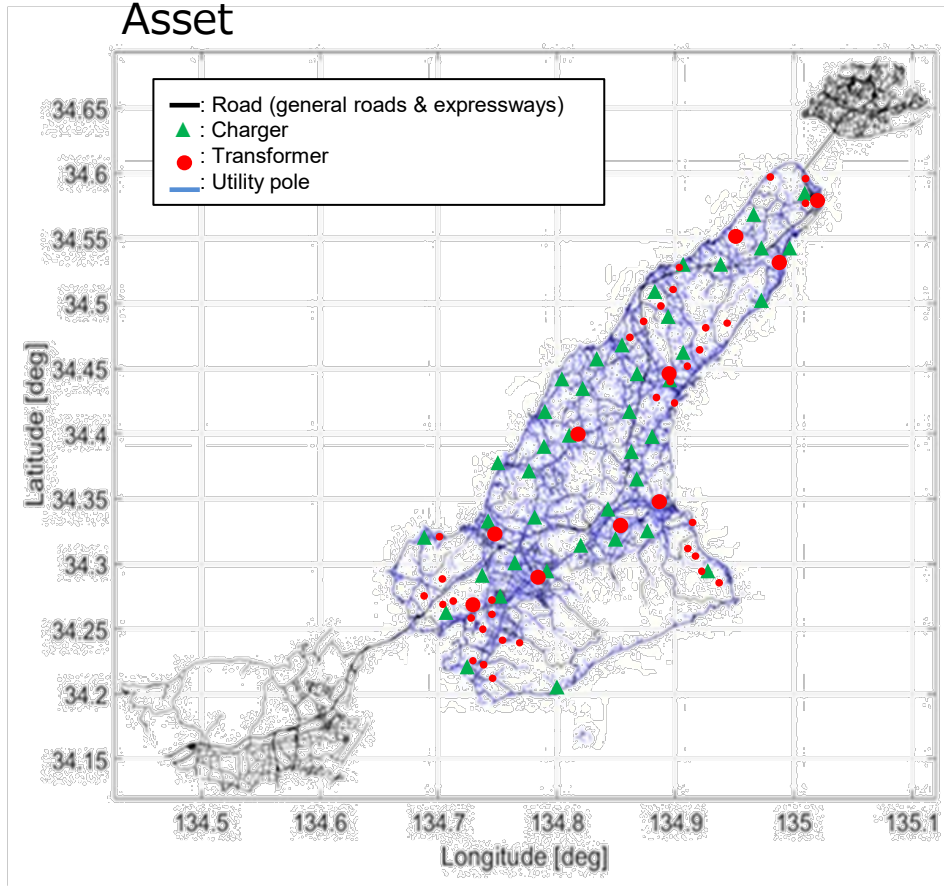 Asset
: Road (general roads & expressways)
: Charger
: Transformer
: Utility pole
34.65
34.6
34.55
34.5
34.45
34.4
34.35
34.3
34.25
34.2
34.15
Latitude [deg]
134.5 134.6 134.7 134.8 134.9 135 135.1
Longitude [deg]